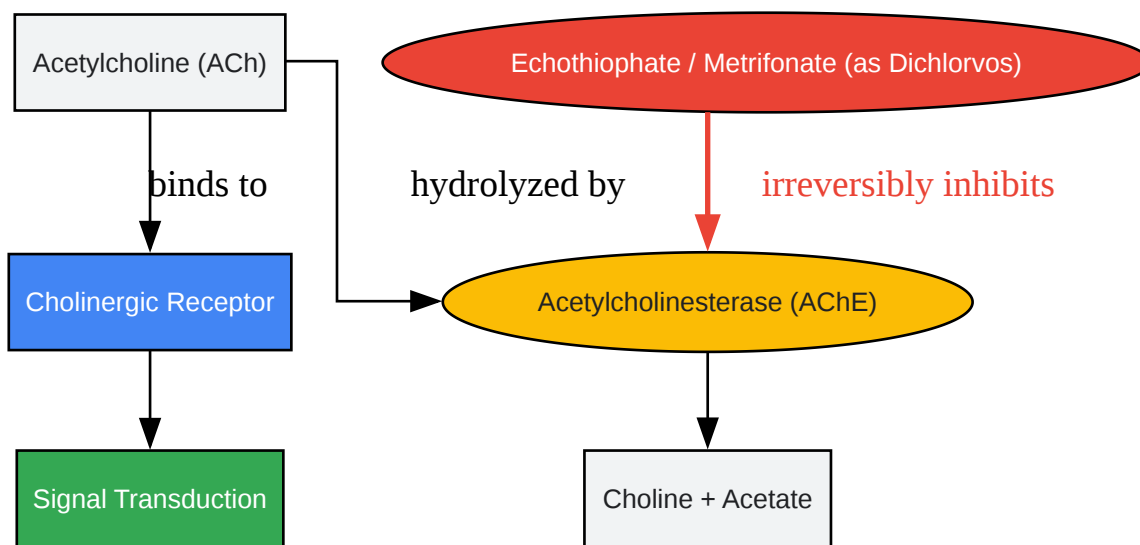 Acetylcholine (ACh)
Echothiophate / Metrifonate (as Dichlorvos)
binds to
hydrolyzed by
irreversibly inhibits
Cholinergic Receptor
Acetylcholinesterase (AChE)
Signal Transduction
Choline + Acetate